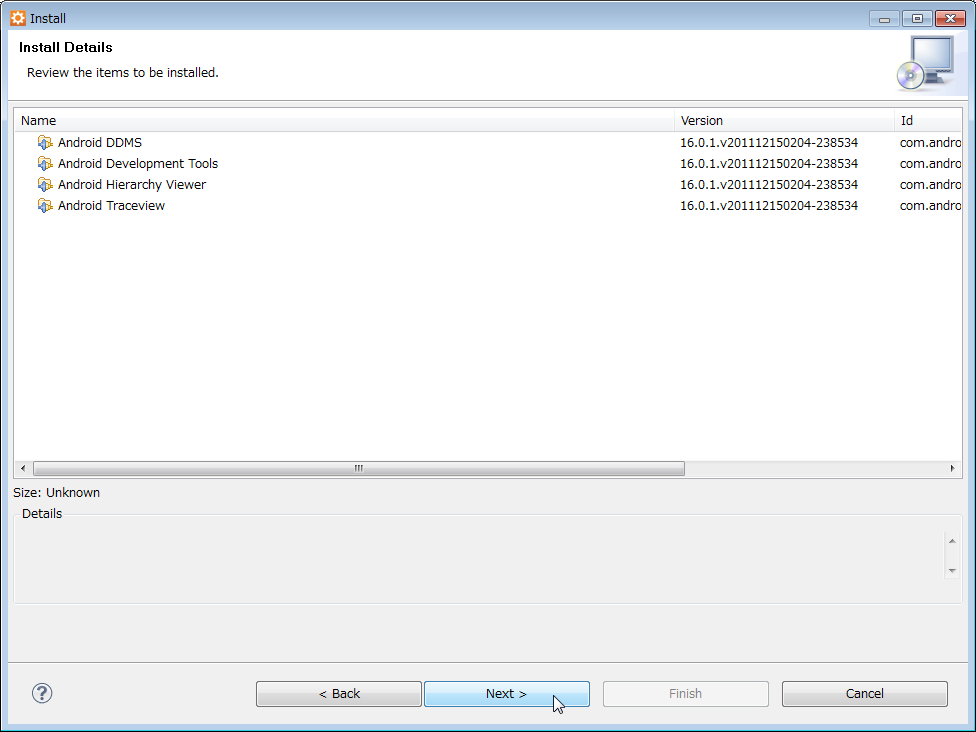 Install
Install Details
Review the items to be installed.
Name Version Id
Android DDMS 16.0.1.v201112150204-238534 com.andro
Android Development Tools 16.0.1.v201112150204-238534 com.andro
Android Hierarchy Viewer 16.0.1.v201112150204-238534 com.andro
Android Traceview 16.0.1.v201112150204-238534 com.andro
Size: Unknown
Details
? < Back Next > Finish Cancel